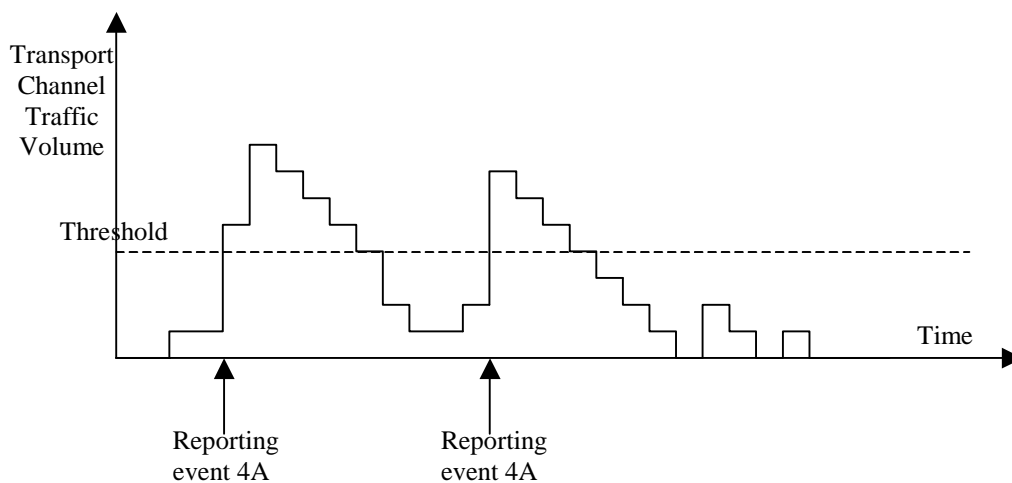 Transport
Channel
Traffic
Volume
Threshold
Time
Reporting
event 4A
Reporting
event 4A